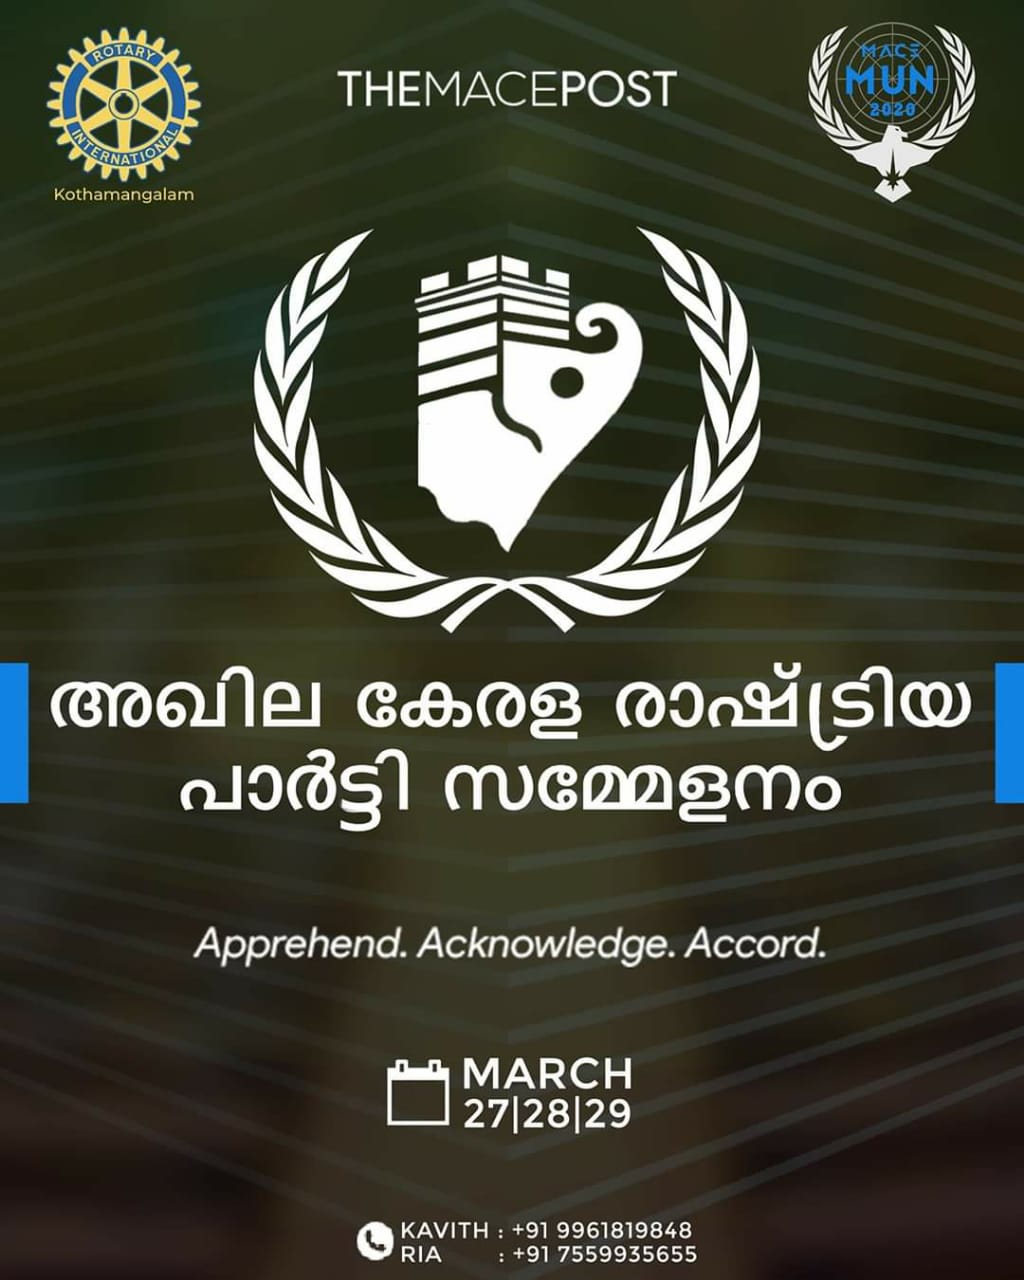 ROTARY
INTERNATIONAL
Kothamangalam
THEMACEPOST
MACE
MUN
2020
അഖില കേരള രാഷ്ട്രിയ
പാർട്ടി സമ്മേളനം
Apprehend. Acknowledge. Accord.
MARCH
27|28|29
KAVITH : +91 9961819848
RIA : +91 7559935655